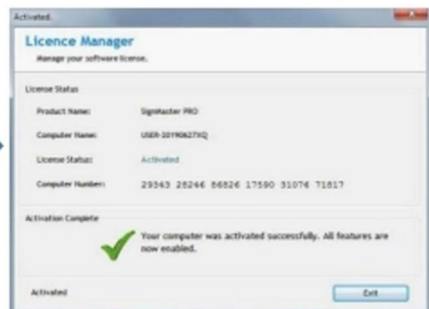 Activated.
Licence Manager
Manage your software license.
License Status
Product Name: SignMaster PRO
Computer Name: USER-20190627XQ
License Status: Activated
Computer Number: 29343 28246 86826 17590 31076 71817
Activation Complete
Your computer was activated successfully. All features are
now enabled.
Activated
Exit